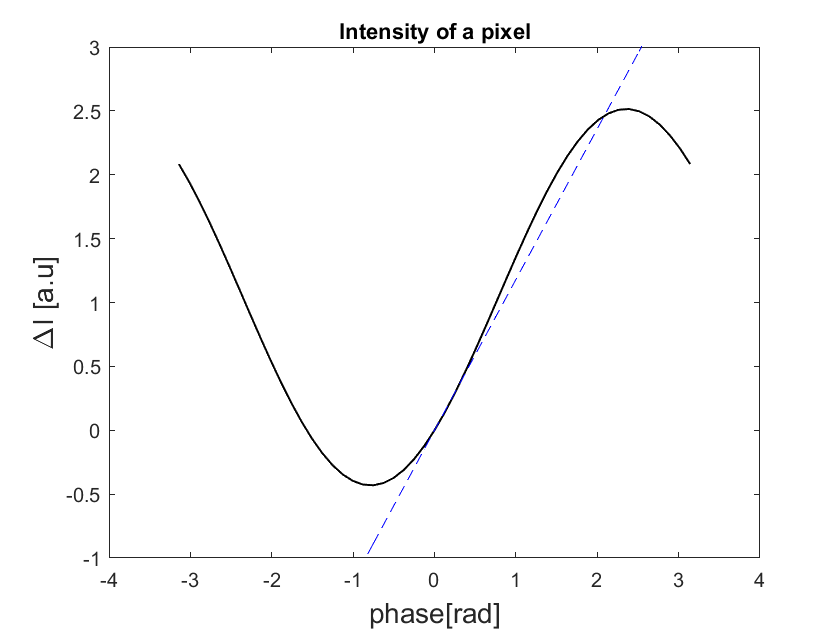 Intensity of a pixel
3
2.5
2
1.5
1
0.5
0
-0.5
-1
ΔI [a.u]
-4 -3 -2 -1 0 1 2 3 4
phase[rad]